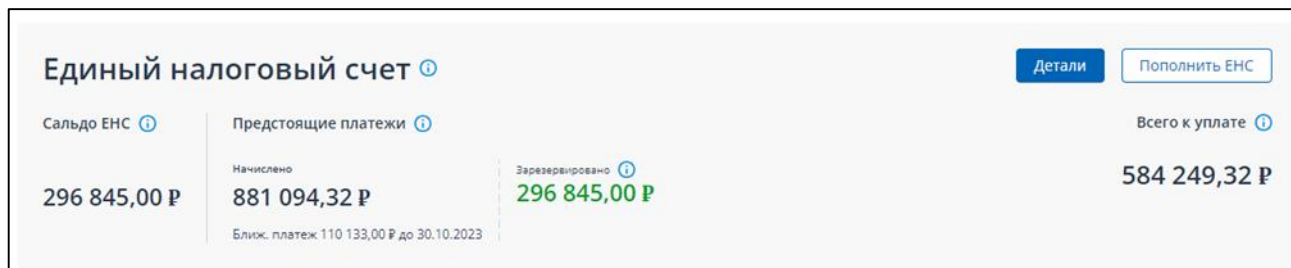 Единый налоговый счет
Детали
Пополнить ЕНС
Сальдо ЕНС
Предстоящие платежи
Всего к уплате
Начислено
Зарезервировано
296 845,00 ₽
881 094,32 ₽
296 845,00 ₽
584 249,32 ₽
Ближ. платеж 110 133,00 ₽ до 30.10.2023